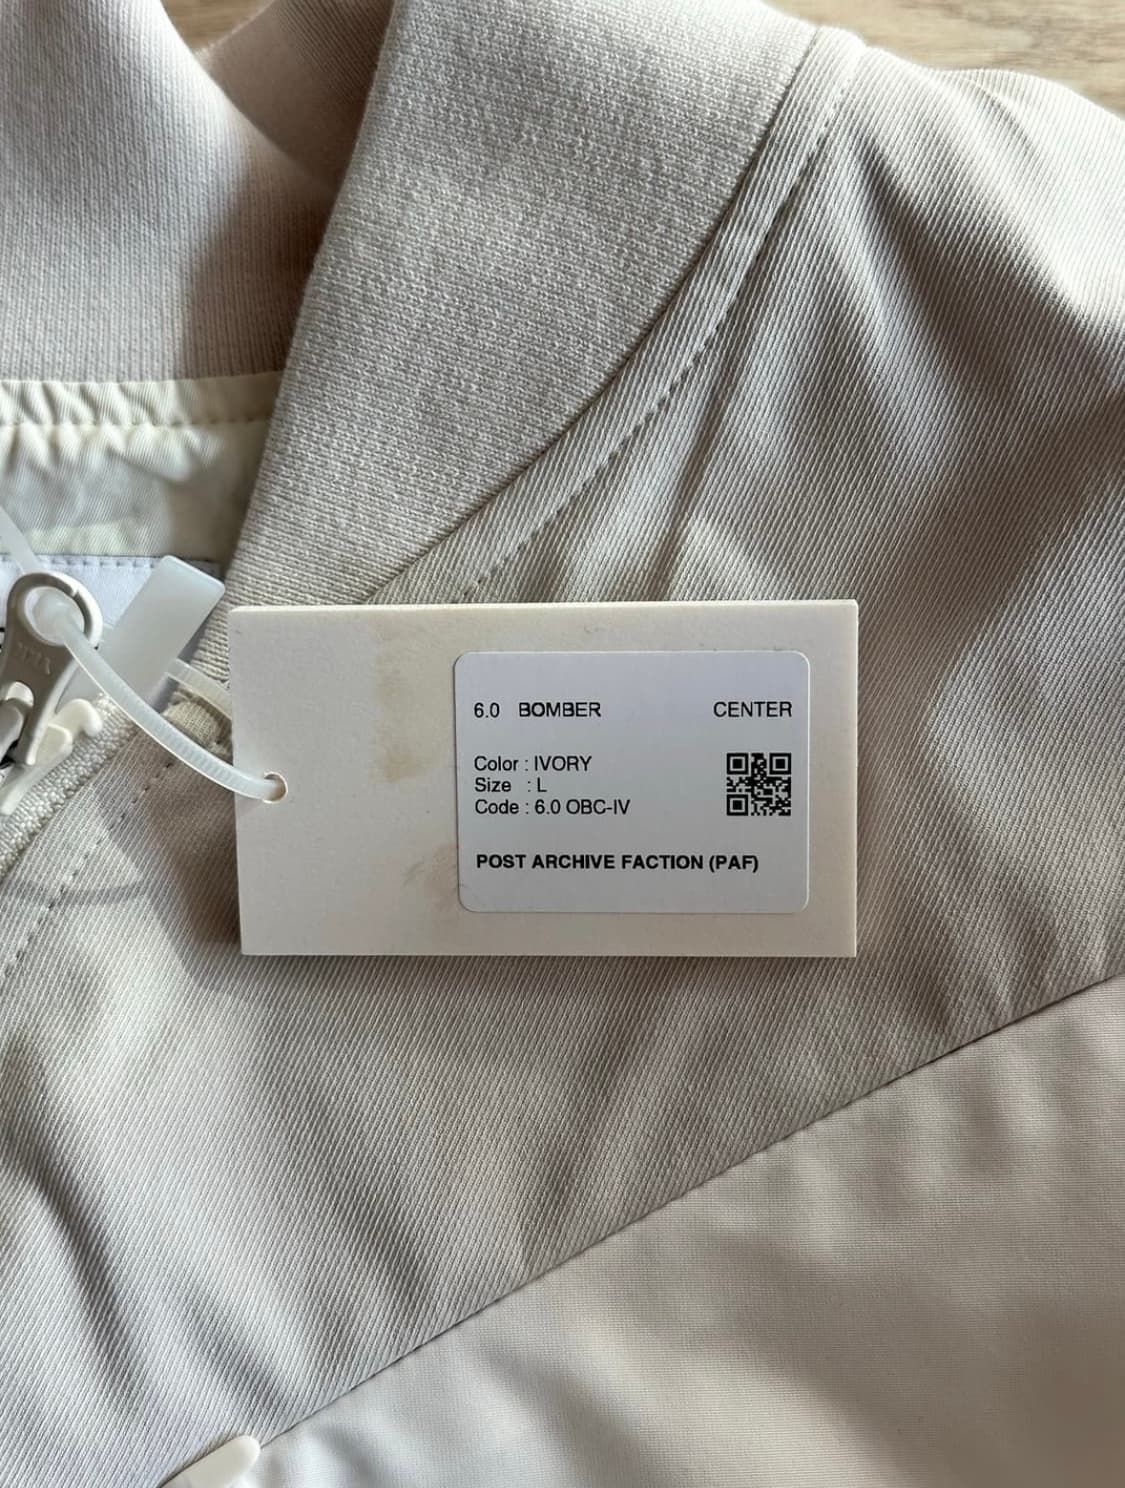 6.0 BOMBER CENTER
Color : IVORY
Size : L
Code : 6.0 OBC-IV
POST ARCHIVE FACTION (PAF)